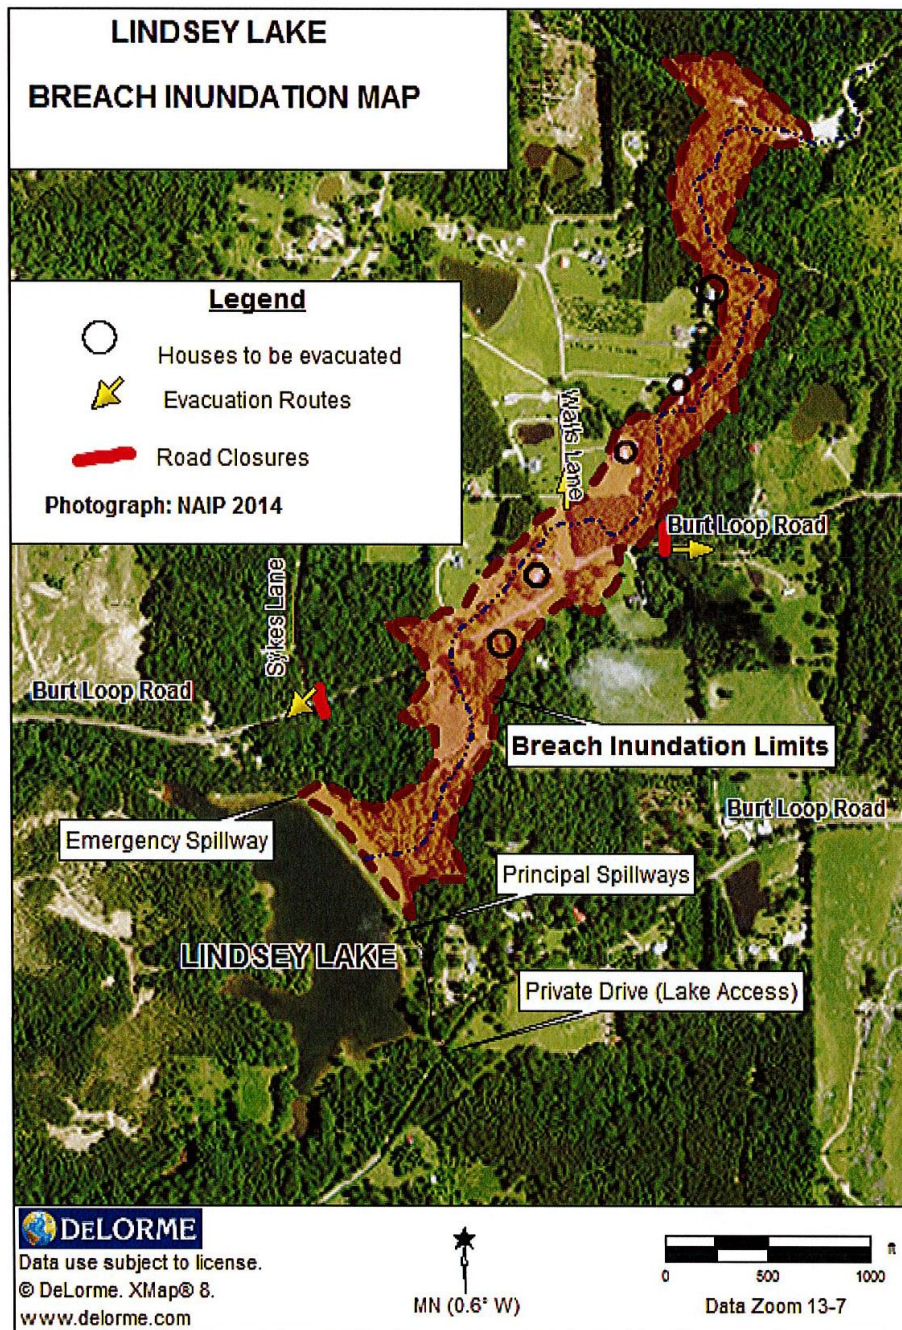 LINDSEY LAKE
BREACH INUNDATION MAP
Legend
Houses to be evacuated
Evacuation Routes
Road Closures
Photograph: NAIP 2014
Walls Lane
Burt Loop Road
Sykes Lane
Burt Loop Road
Breach Inundation Limits
Burt Loop Road
Emergency Spillway
Principal Spillways
LINDSEY LAKE
Private Drive (Lake Access)
DELORME
Data use subject to license.
© DeLorme. XMap® 8.
www.delorme.com
MN (0.6° W)
ft
0 500 1000
Data Zoom 13-7